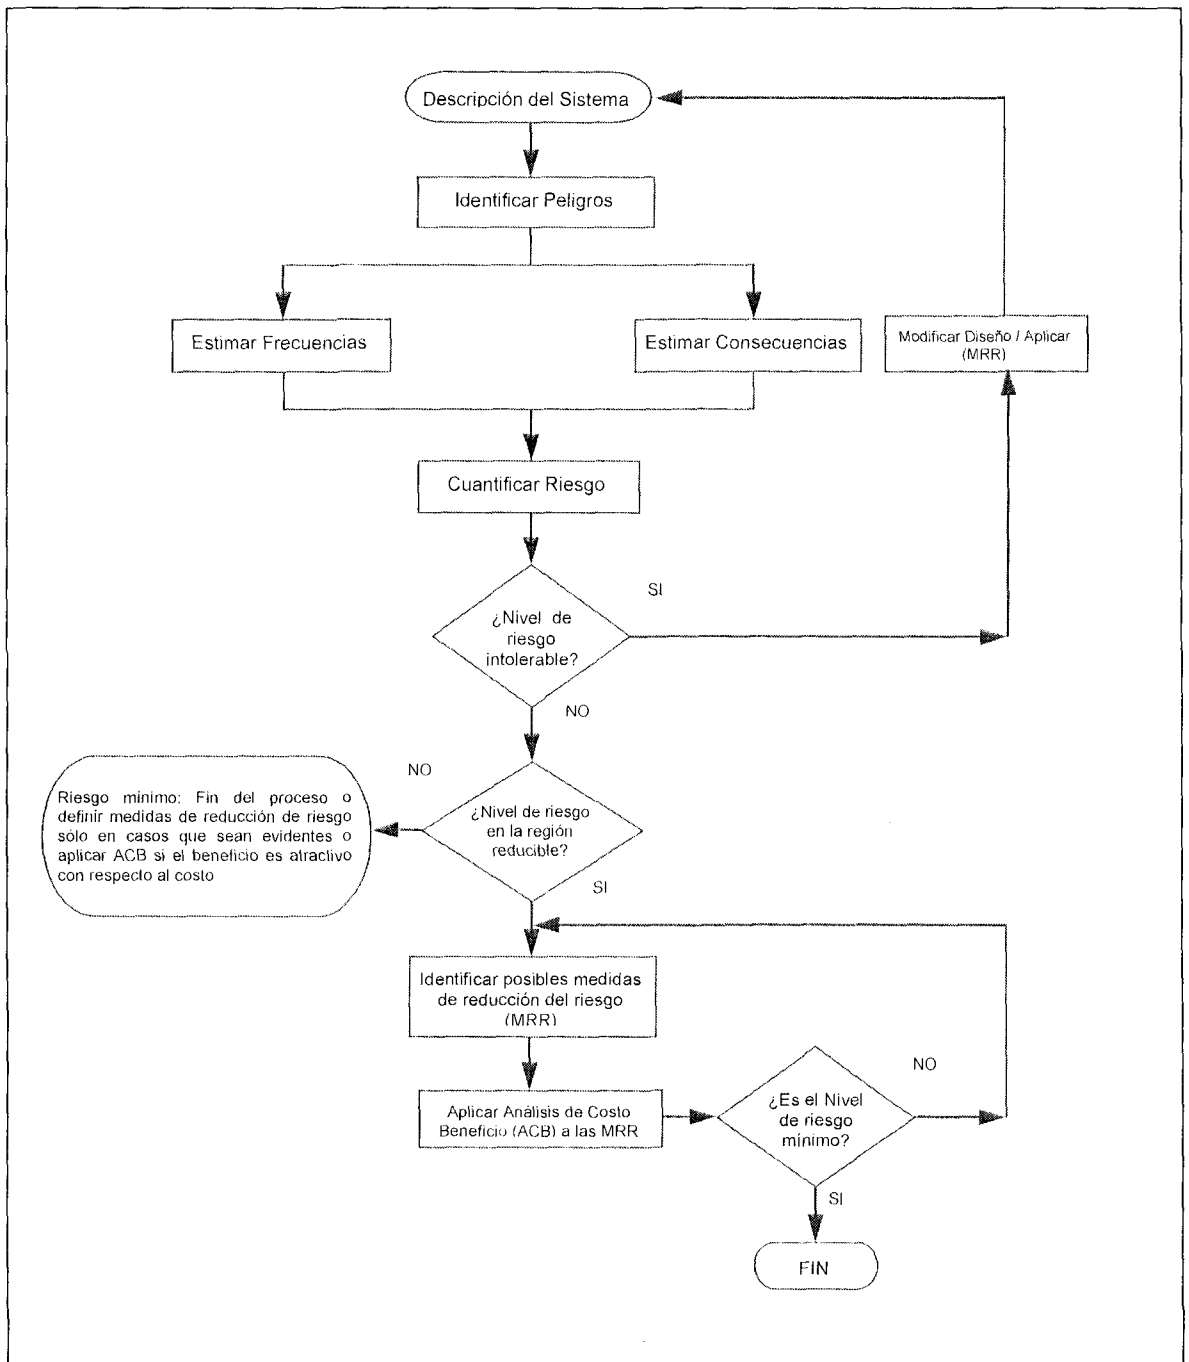 Descripción del Sistema
Identificar Peligros
Estimar Frecuencias
Estimar Consecuencias
Modificar Diseño / Aplicar
(MRR)
Cuantificar Riesgo
SI
¿Nivel de
riesgo
intolerable?
NO
NO
¿Nivel de riesgo
en la región
reducible?
Riesgo minimo: Fin del proceso o
definir medidas de reducción de riesgo
sólo en casos que sean evidentes o
aplicar ACB si el beneficio es atractivo
con respecto al costo
SI
Identificar posibles medidas
de reducción del riesgo
(MRR)
NO
Aplicar Análisis de Costo
Beneficio (ACB) a las MRR
¿Es el Nivel
de riesgo
mínimo?
SI
FIN